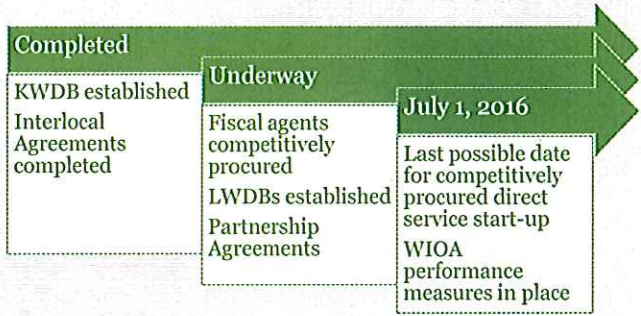 Completed
KWDB established
Interlocal
Agreements
completed
Underway
Fiscal agents
competitively
procured
LWDBs established
Partnership
Agreements
July 1, 2016
Last possible date
for competitively
procured direct
service start-up
WIOA
performance
measures in place